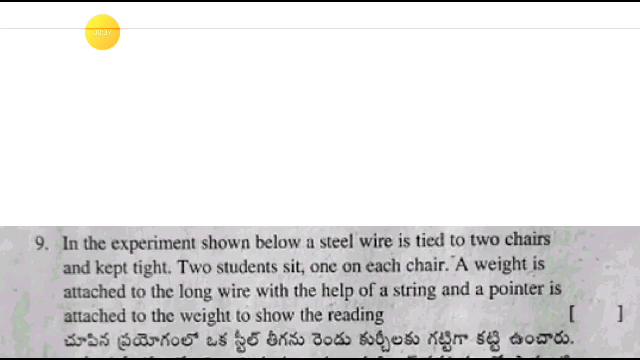 9. In the experiment shown below a steel wire is tied to two chairs
and kept tight. Two students sit, one on each chair. A weight is
attached to the long wire with the help of a string and a pointer is
attached to the weight to show the reading [ ]
చూపిన ప్రయోగంలో ఒక స్టీల్ తీగను రెండు కుర్చీలకు గట్టిగా కట్టి ఉంచారు.